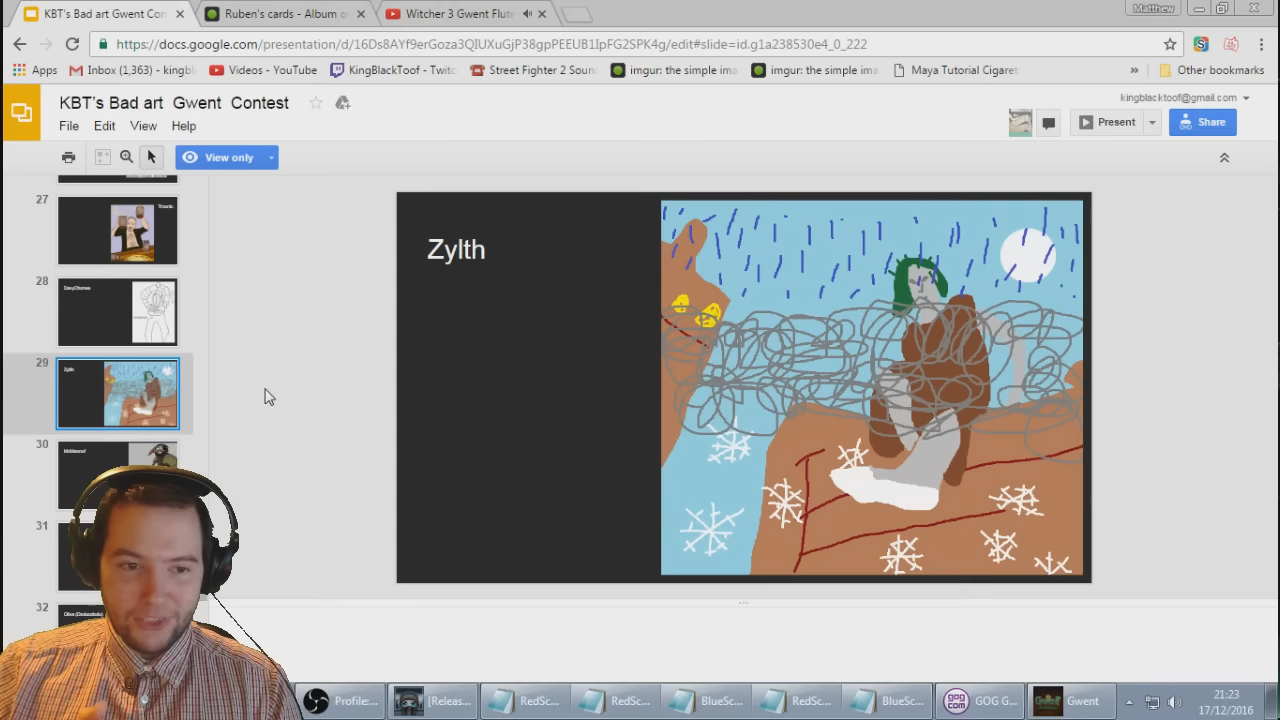 KBT's Bad art Gwent Con
Ruben's cards - Album o
Witcher 3 Gwent Flut
Matthew
https://docs.google.com/presentation/d/16Ds8AYf9erGoza3QIUXuGjP38gpPEEUB1IpFG2SPK4g/edit#slide=id.g1a238530e4_0_222
Apps
Inbox (1,363) - kingb
Videos - YouTube
KingBlackToof - Twitc
Street Fighter 2 Soun
imgur: the simple ima
imgur: the simple ima
Maya Tutorial Cigaret
»
Other bookmarks
KBT's Bad art Gwent Contest
kingblacktoof@gmail.com
File Edit View Help
Present
Share
View only
27
28
DavyChones
29
Zylth
30
31
32
Zylth
Profile:
[Releas
RedSc
RedSc
BlueSc
RedSc
BlueSc
GOG G
Gwent
21:23
17/12/2016